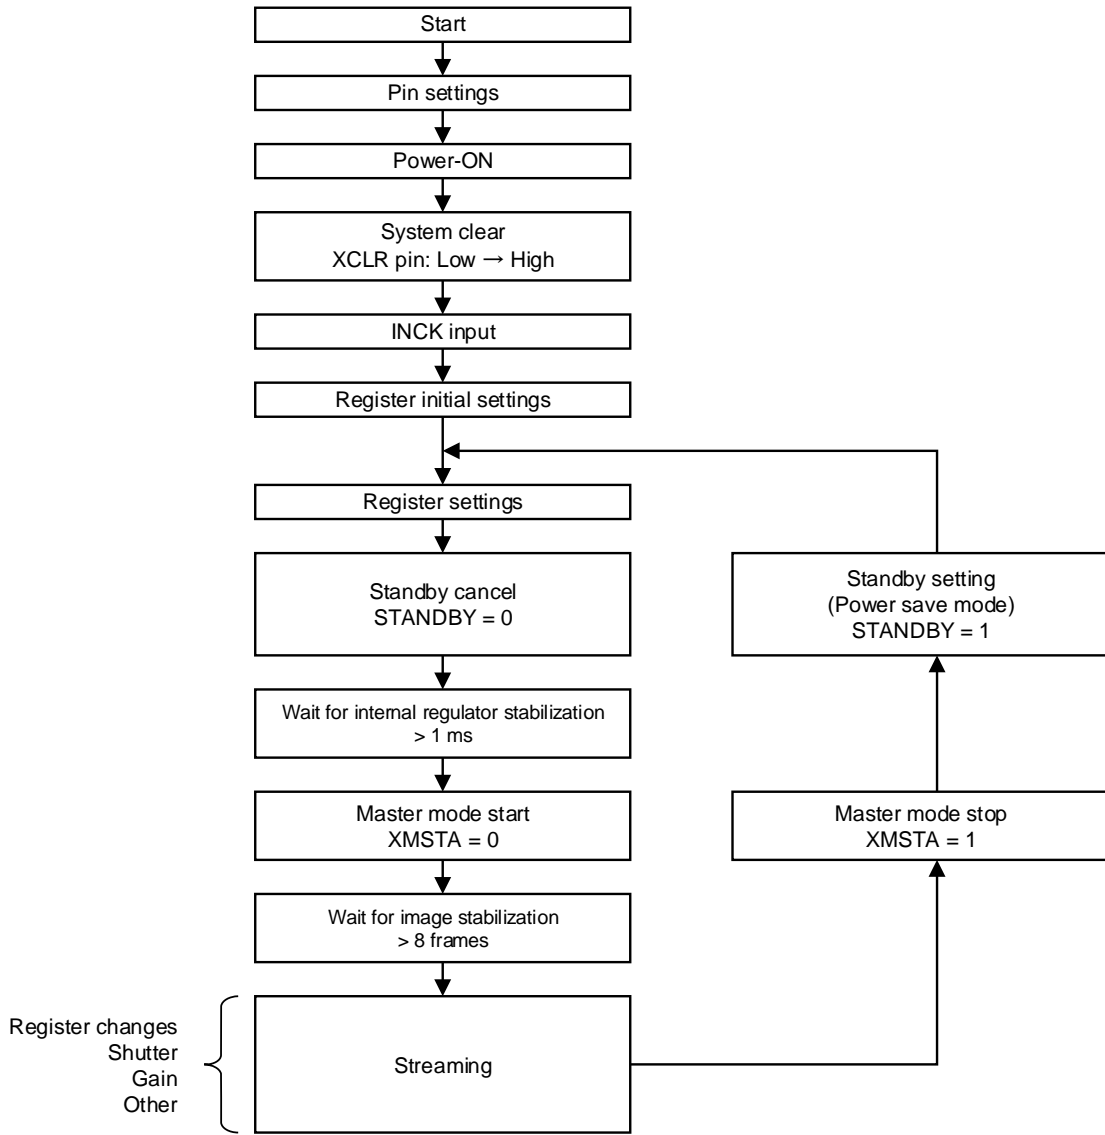 Start
Pin settings
Power-ON
System clear
XCLR pin: Low → High
INCK input
Register initial settings
Register settings
Standby cancel
STANDBY = 0
Standby setting
(Power save mode)
STANDBY = 1
Wait for internal regulator stabilization
> 1 ms
Master mode start
XMSTA = 0
Master mode stop
XMSTA = 1
Wait for image stabilization
> 8 frames
Register changes
Shutter
Gain
Other
Streaming